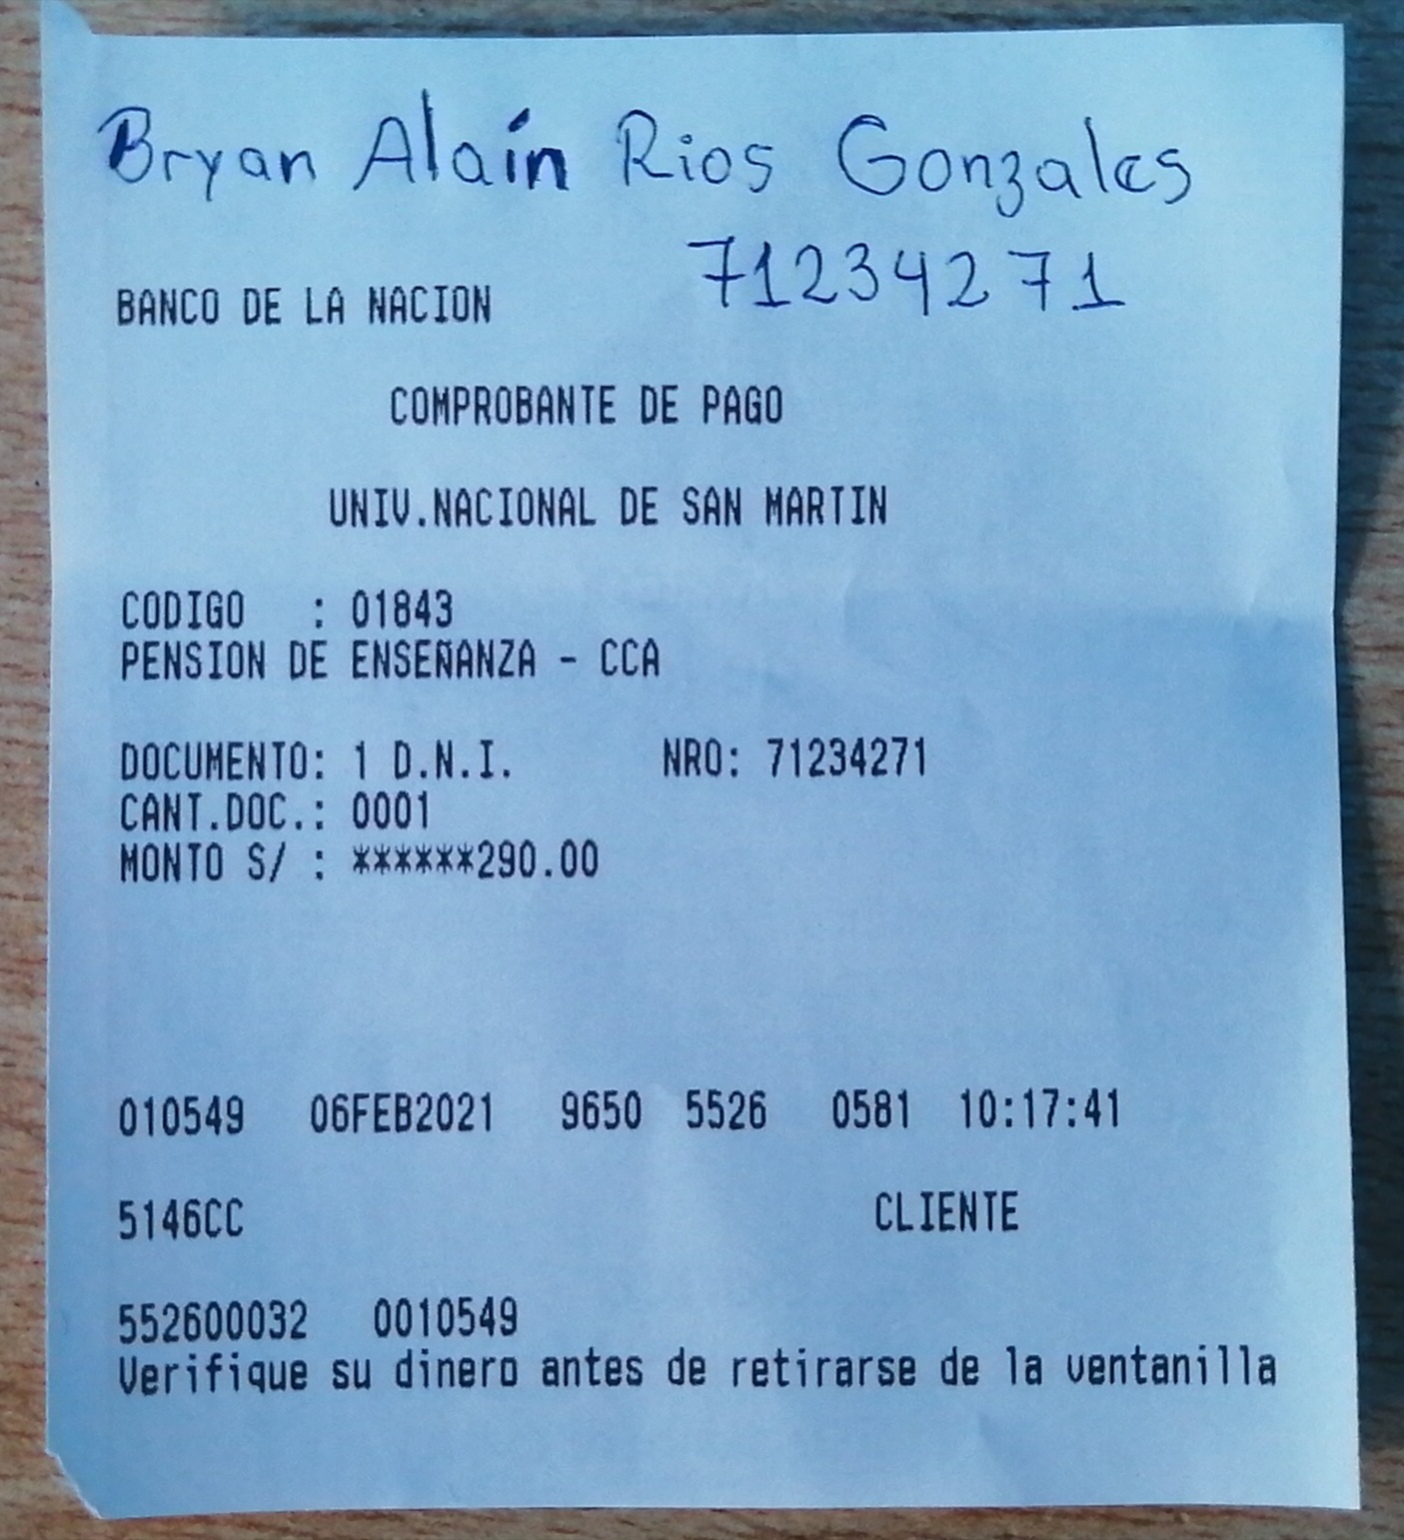 Bryan Alaín Rios Gonzales
71234271
BANCO DE LA NACION
COMPROBANTE DE PAGO
UNIV.NACIONAL DE SAN MARTIN
CODIGO : 01843
PENSION DE ENSEÑANZA - CCA
DOCUMENTO: 1 D.N.I. NRO: 71234271
CANT.DOC.: 0001
MONTO S/ : ******290.00
010549 06FEB2021 9650 5526 0581 10:17:41
5146CC CLIENTE
552600032 0010549
Verifique su dinero antes de retirarse de la ventanilla